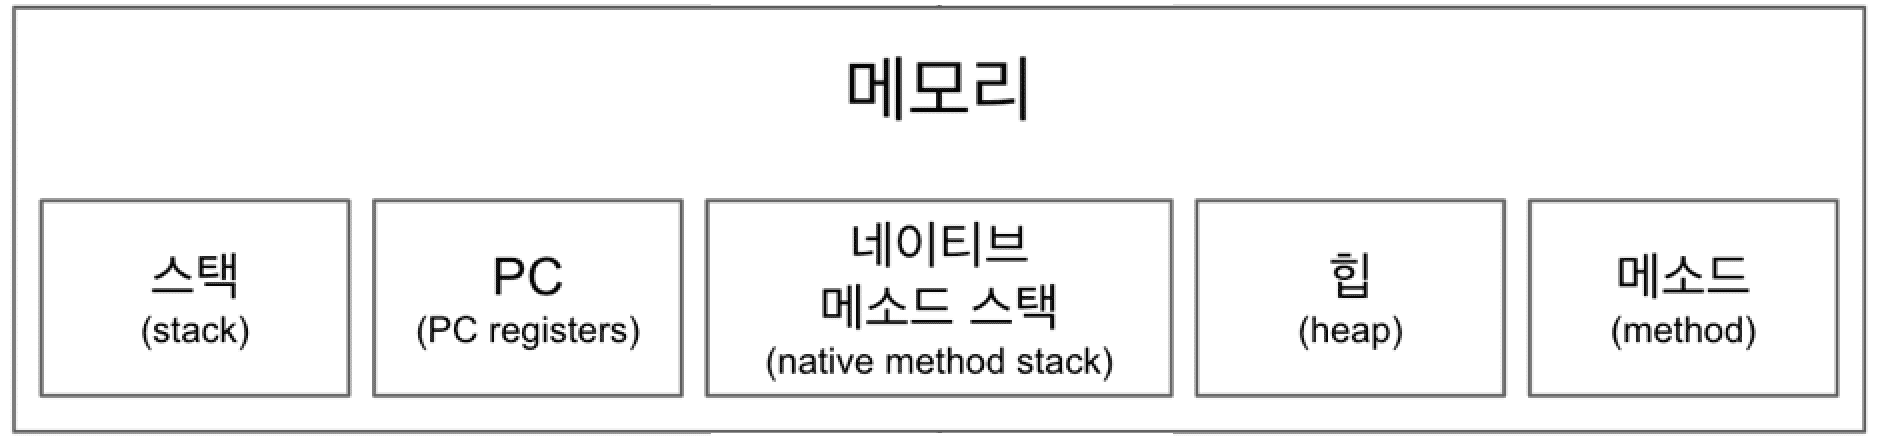 메모리
스택
(stack)
PC
(PC registers)
네이티브
메소드 스택
(native method stack)
힙
(heap)
메소드
(method)